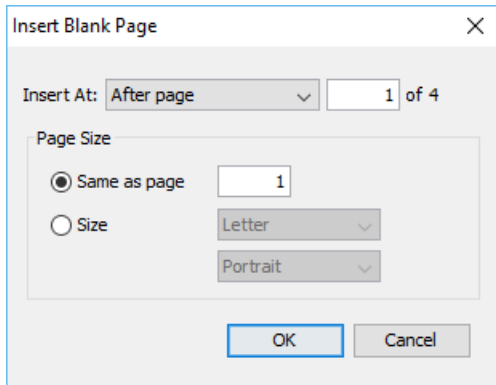 Insert Blank Page
Insert At: After page 1 of 4
Page Size
Same as page 1
Size Letter
Portrait
OK Cancel